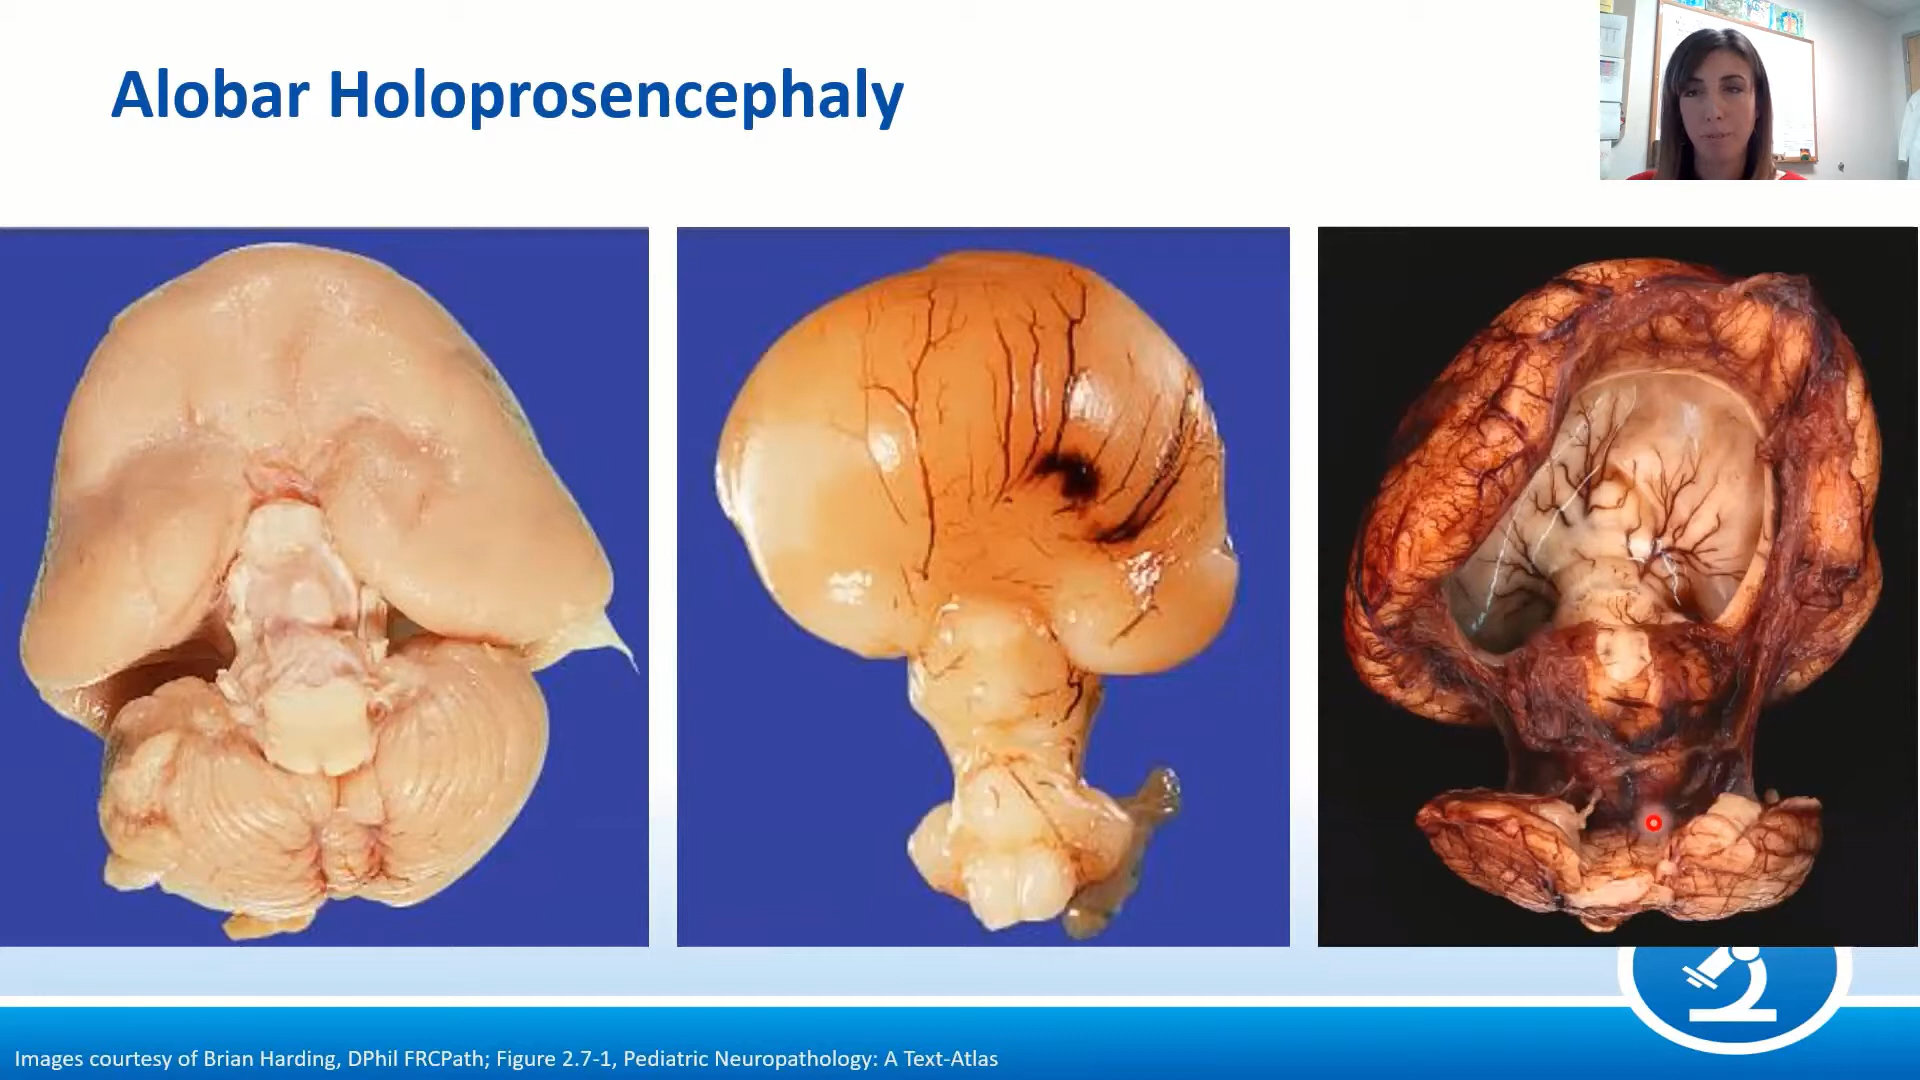 Alobar Holoprosencephaly
Images courtesy of Brian Harding, DPhil FRCPath; Figure 2.7-1, Pediatric Neuropathology: A Text-Atlas